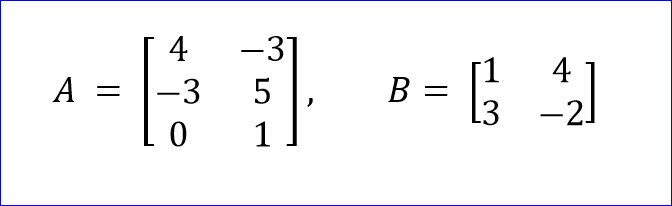 A = [4 −3
−3 5
0 1], B = [1 4
3 −2]